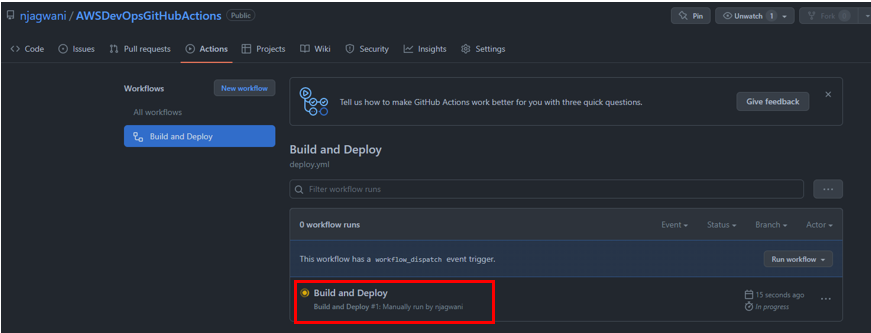 njagwani / AWSDevOpsGitHubActions Public
Pin Unwatch 1 Fork 0
Code Issues Pull requests Actions Projects Wiki Security Insights Settings
Workflows New workflow
All workflows
Build and Deploy
Tell us how to make GitHub Actions work better for you with three quick questions. Give feedback
Build and Deploy
deploy.yml
Filter workflow runs
0 workflow runs Event Status Branch Actor
This workflow has a workflow_dispatch event trigger. Run workflow
Build and Deploy
Build and Deploy #1: Manually run by njagwani
15 seconds ago
In progress